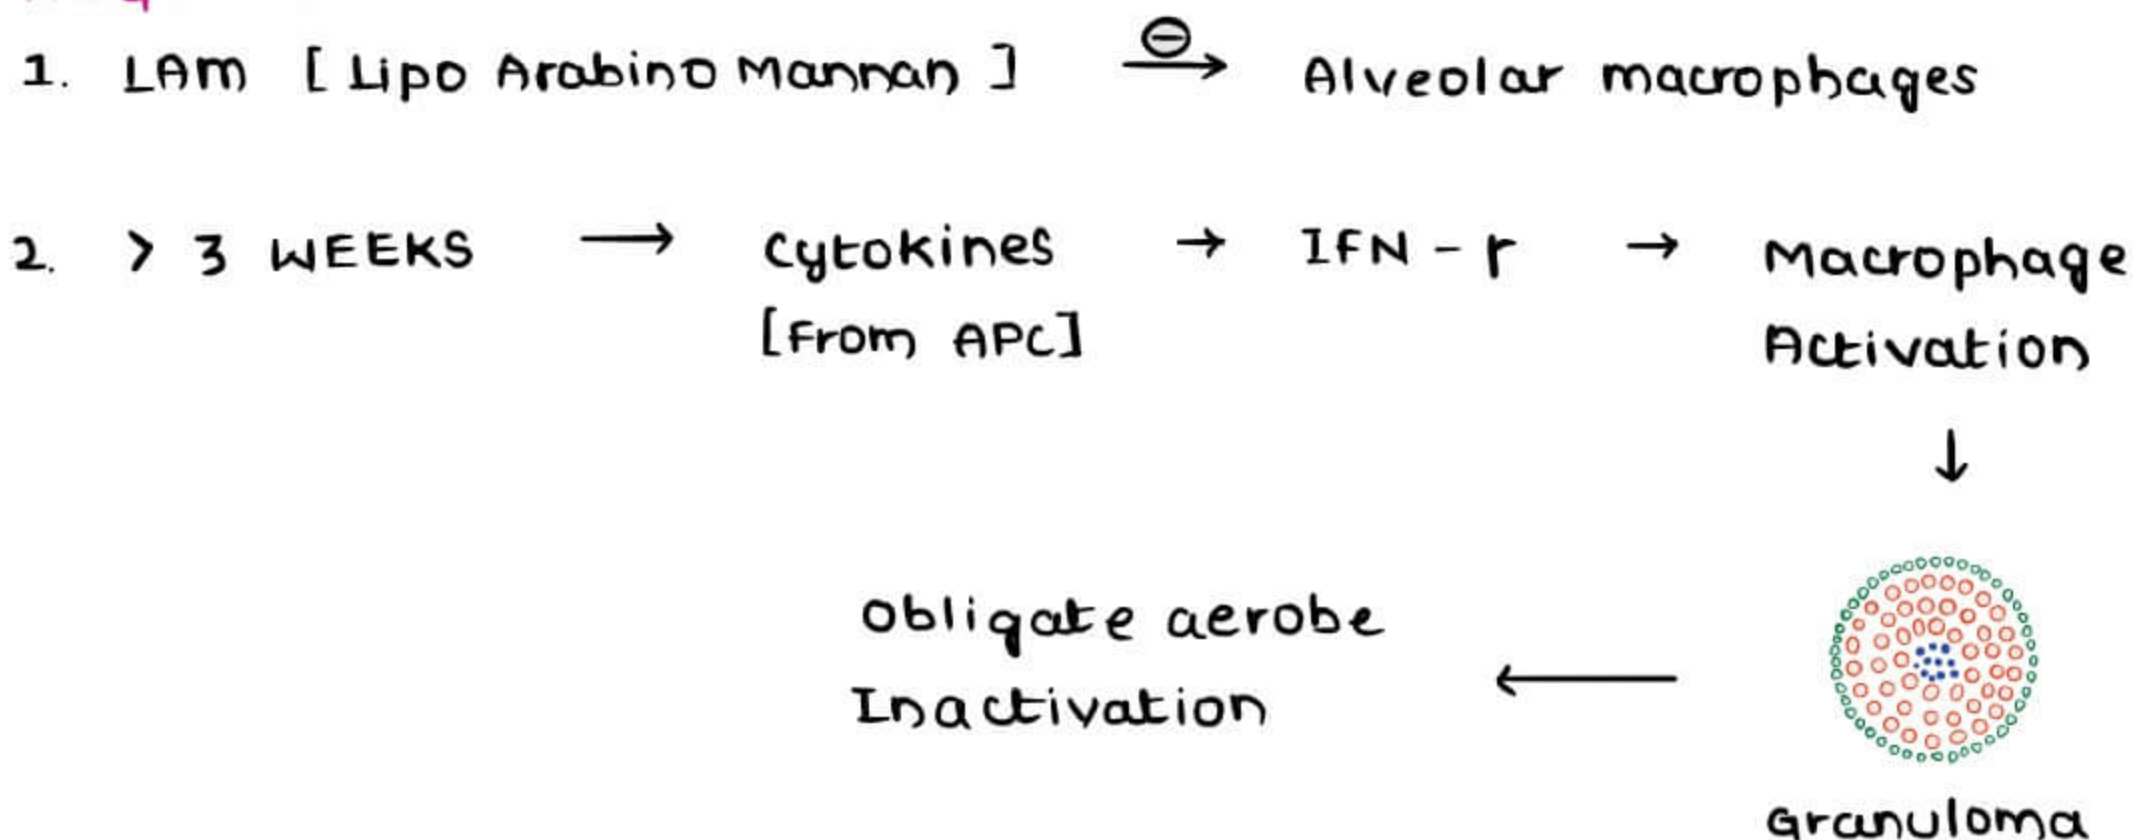 1. LAM [Lipo Arabino Mannan] ⊖→ Alveolar macrophages
2. > 3 WEEKS → Cytokines → IFN - r → Macrophage
[From APC] Activation
↓
Obligate aerobe
Inactivation ←
Granuloma